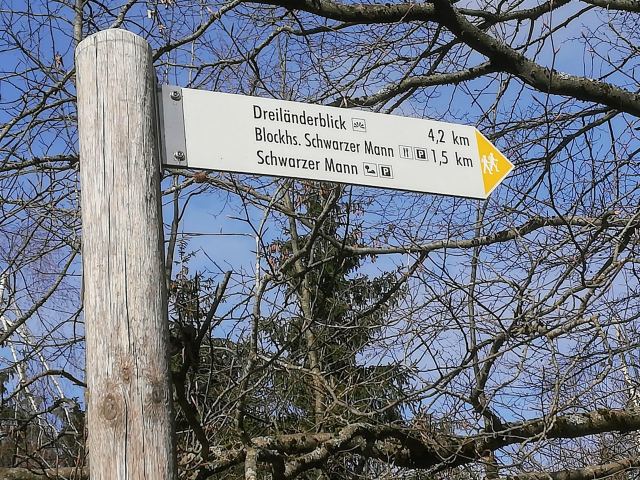 Dreiländerblick 4,2 km
Blockhs. Schwarzer Mann P 1,5 km
Schwarzer Mann P